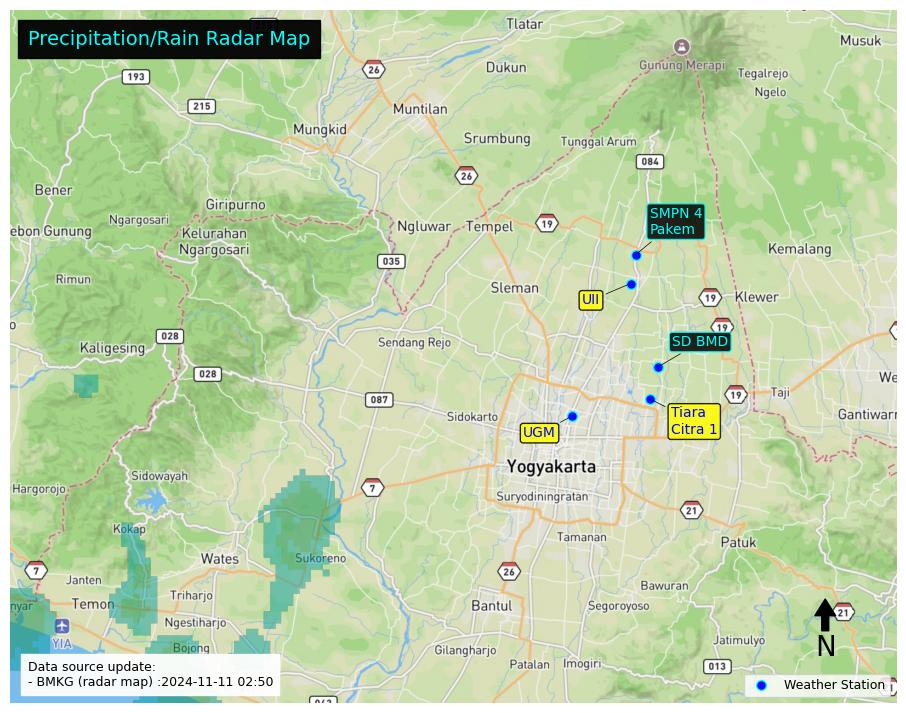 Precipitation/Rain Radar Map
Tlatar
Musuk
Gunung Merapi
26
193
Dukun
Tegalrejo
Ngelo
215
Muntilan
Mungkid
Srumbung
Tunggal Arum
084
26
Bener
Giripurno
SMPN 4
Pakem
Ngargosari
ebon Gunung
Kelurahan
Ngargosari
Ngluwar
Tempel
19
Kemalang
035
Rimun
Sleman
UII
19
Klewer
19
028
Kaligesing
Sendang Rejo
SD BMD
028
We
087
19
Taji
Sidokarto
Tiara
Citra 1
Gantiwarn
UGM
Yogyakarta
Sidowayah
Hargorojo
7
Suryodiningratan
21
Kokap
Tamanan
Patuk
Wates
Sukoreno
7
Janten
26
Bawuran
nyar
Temon
Triharjo
Bantul
Segoroyoso
21
Ngestiharjo
YIA
Bojong
Gilangharjo
Jatimulyo
N
Patalan
Imogiri
013
Data source update:
- BMKG (radar map) :2024-11-11 02:50
Weather Station